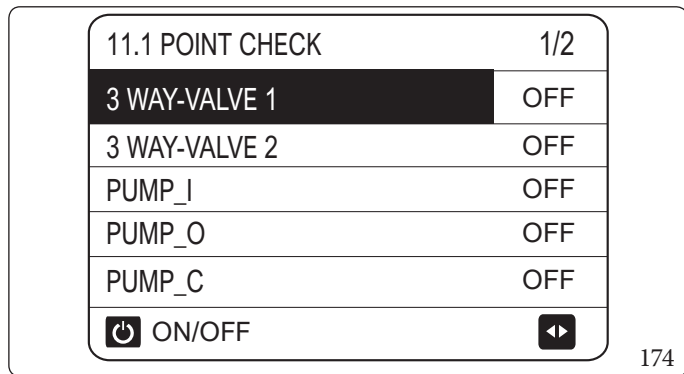 11.1 POINT CHECK 1/2
3 WAY-VALVE 1 OFF
3 WAY-VALVE 2 OFF
PUMP_I OFF
PUMP_O OFF
PUMP_C OFF
ON/OFF
174